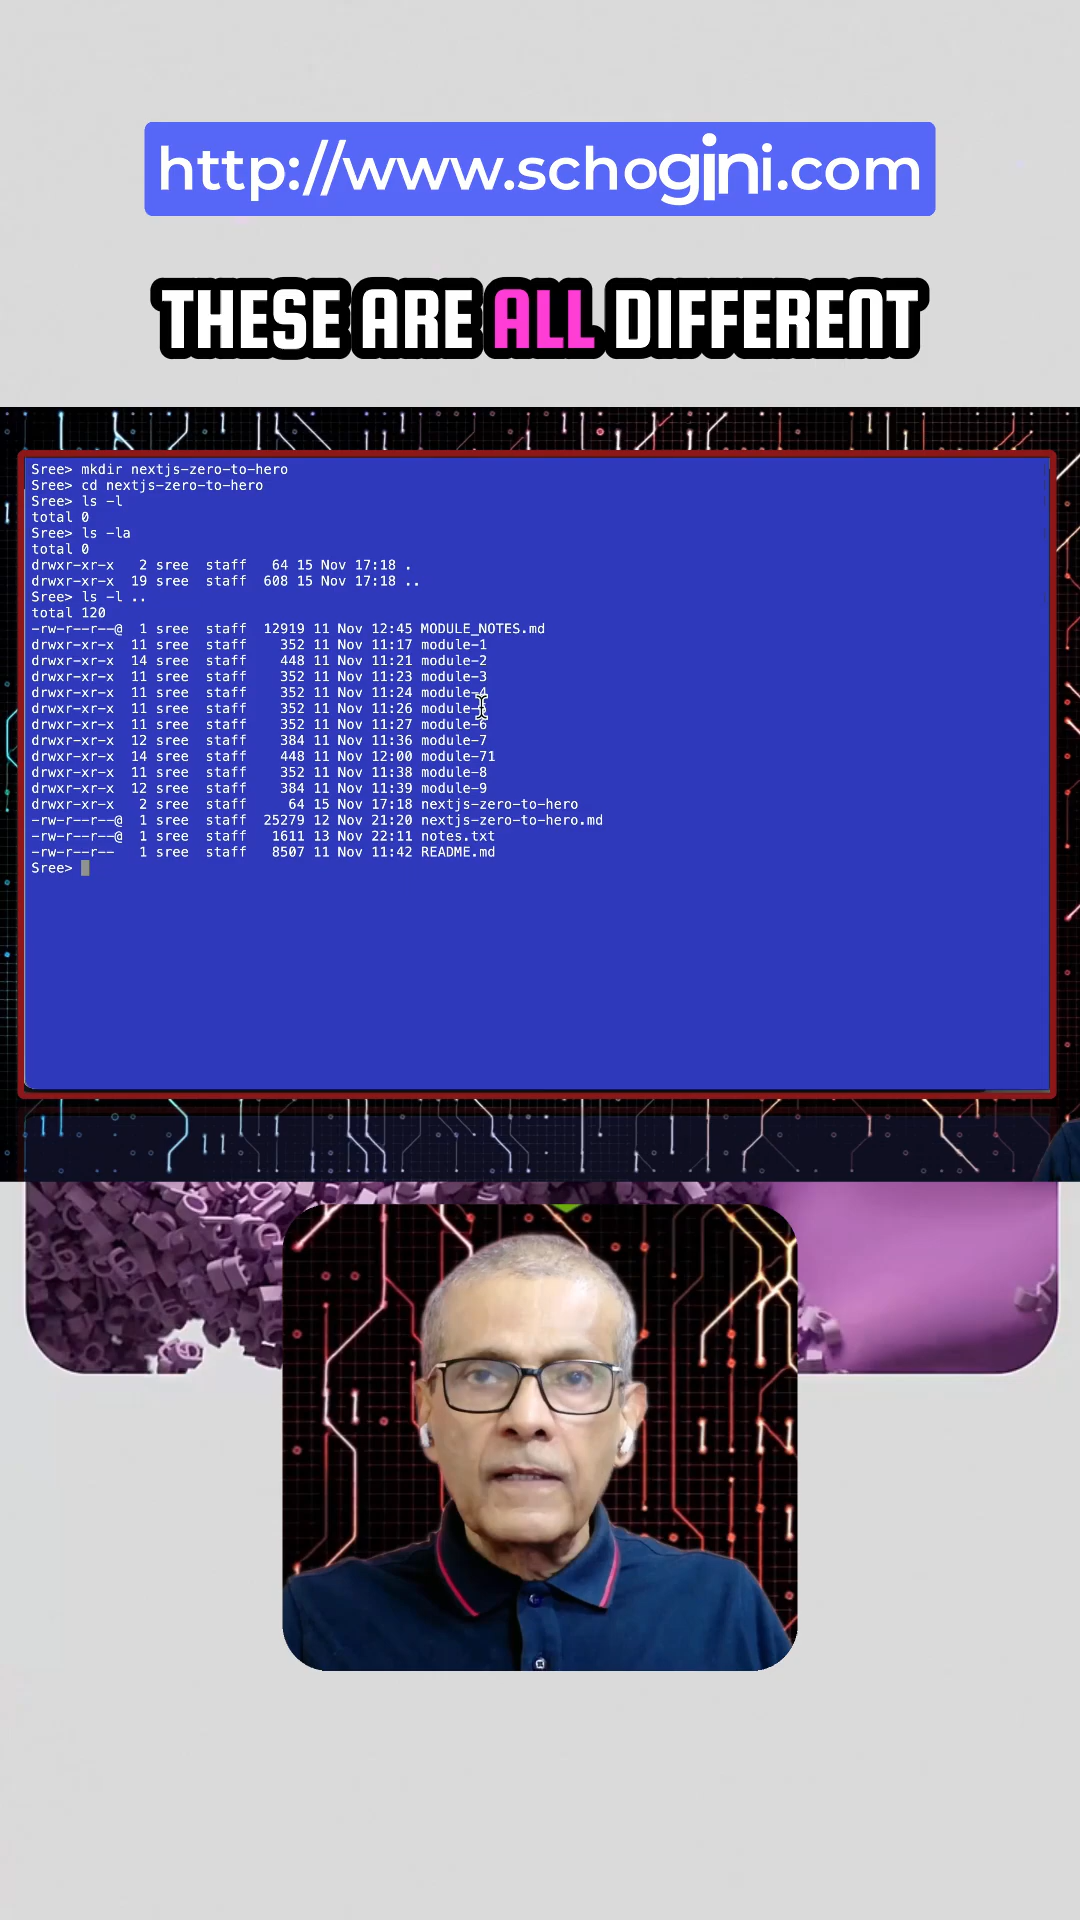 http://www.schogini.com
THESE ARE ALL DIFFERENT
Sree> mkdir nextjs-zero-to-hero
Sree> cd nextjs-zero-to-hero
Sree> ls -l
total 0
Sree> ls -la
total 0
drwxr-xr-x   2 sree  staff   64 15 Nov 17:18 .
drwxr-xr-x  19 sree  staff  608 15 Nov 17:18 ..
Sree> ls -l ..
total 120
-rw-r--r--@  1 sree  staff  12919 11 Nov 12:45 MODULE_NOTES.md
drwxr-xr-x  11 sree  staff    352 11 Nov 11:17 module-1
drwxr-xr-x  14 sree  staff    448 11 Nov 11:21 module-2
drwxr-xr-x  11 sree  staff    352 11 Nov 11:23 module-3
drwxr-xr-x  11 sree  staff    352 11 Nov 11:24 module-4
drwxr-xr-x  11 sree  staff    352 11 Nov 11:26
drwxr-xr-x  11 sree  staff    352 11 Nov 11:27 module-6
drwxr-xr-x  12 sree  staff    384 11 Nov 11:36 module-7
drwxr-xr-x  14 sree  staff    448 11 Nov 12:00 module-71
drwxr-xr-x  11 sree  staff    352 11 Nov 11:38 module-8
drwxr-xr-x  12 sree  staff    384 11 Nov 11:39 module-9
drwxr-xr-x   2 sree  staff     64 15 Nov 17:18 nextjs-zero-to-hero
-rw-r--r--@  1 sree  staff  25279 12 Nov 21:20 nextjs-zero-to-hero.md
-rw-r--r--@  1 sree  staff   1611 13 Nov 22:11 notes.txt
-rw-r--r--   1 sree  staff   8507 11 Nov 11:42 README.md
Sree>